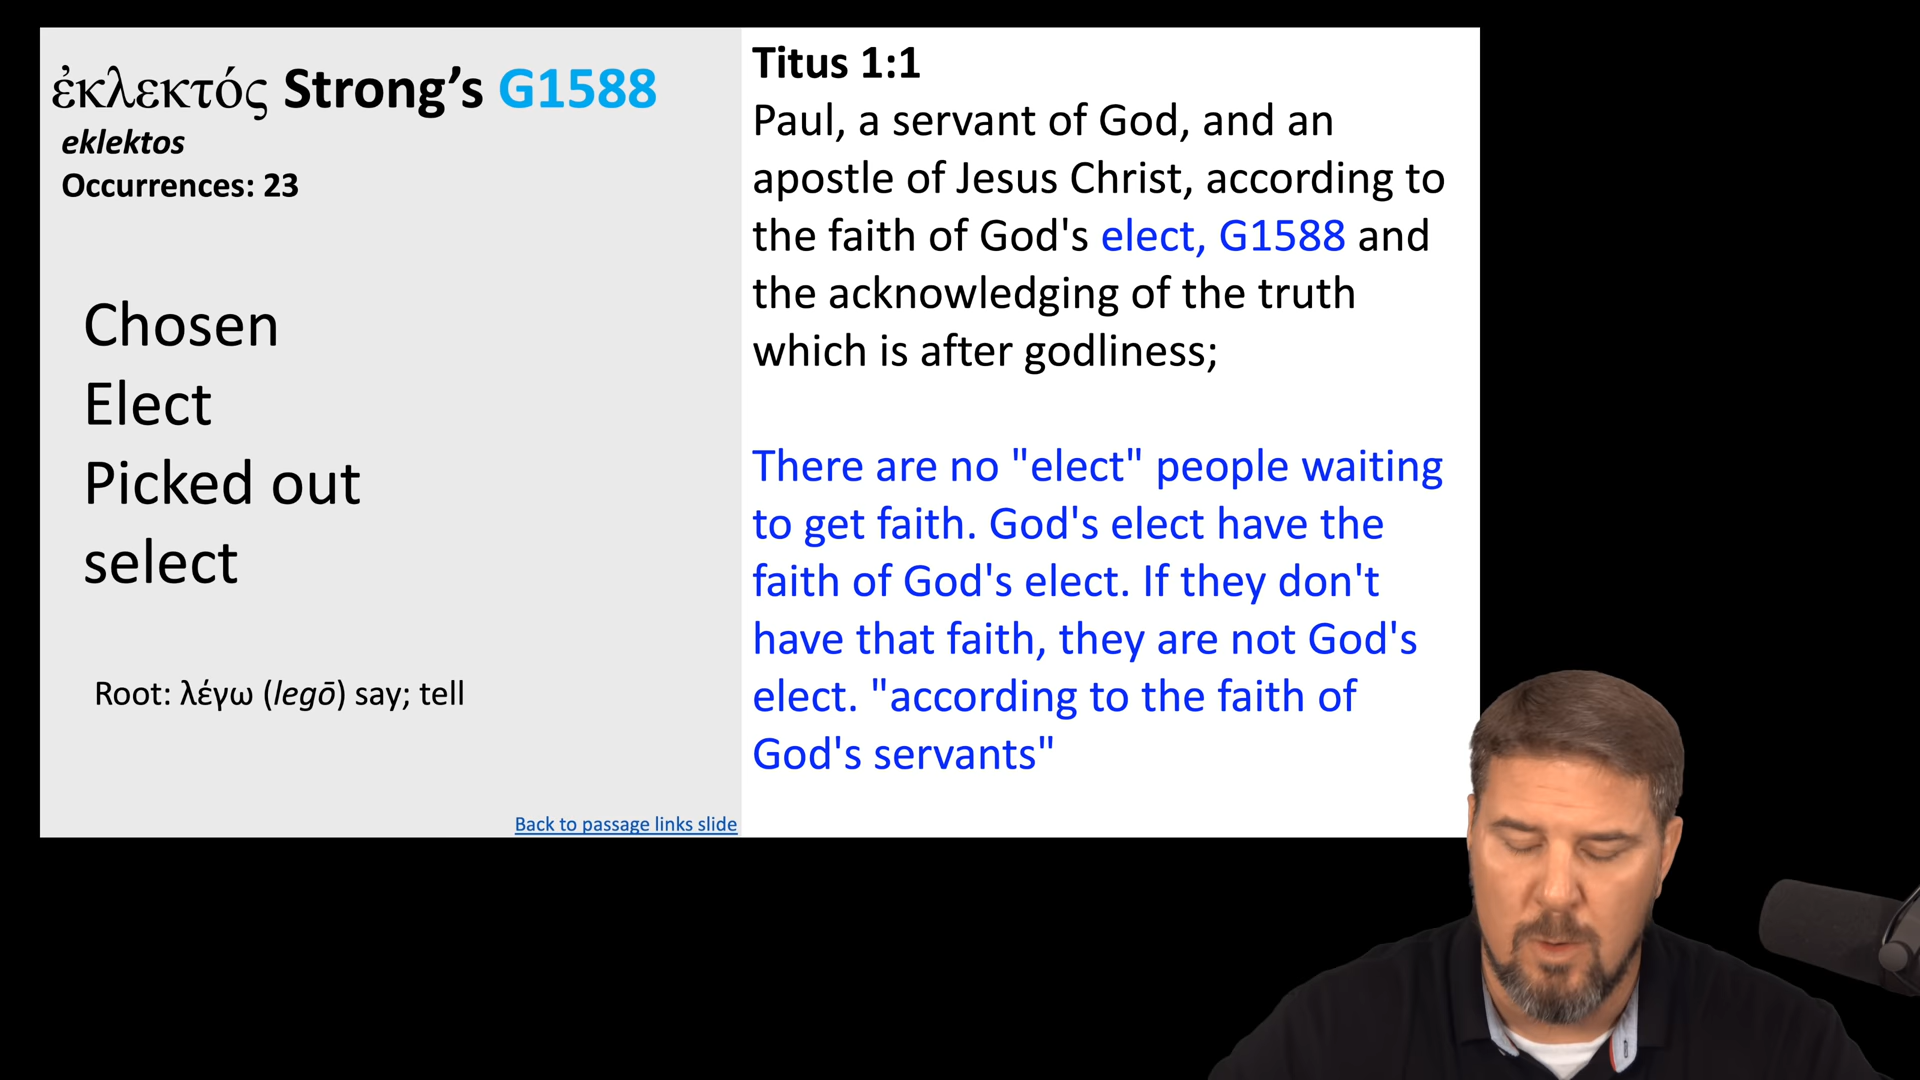 ἐκλεκτός Strong’s G1588
eklektos
Occurrences: 23
Chosen
Elect
Picked out
select
Root: λέγω (legō) say; tell
Back to passage links slide
Titus 1:1
Paul, a servant of God, and an
apostle of Jesus Christ, according to
the faith of God's elect, G1588 and
the acknowledging of the truth
which is after godliness;
There are no "elect" people waiting
to get faith. God's elect have the
faith of God's elect. If they don't
have that faith, they are not God's
elect. "according to the faith of
God's servants"